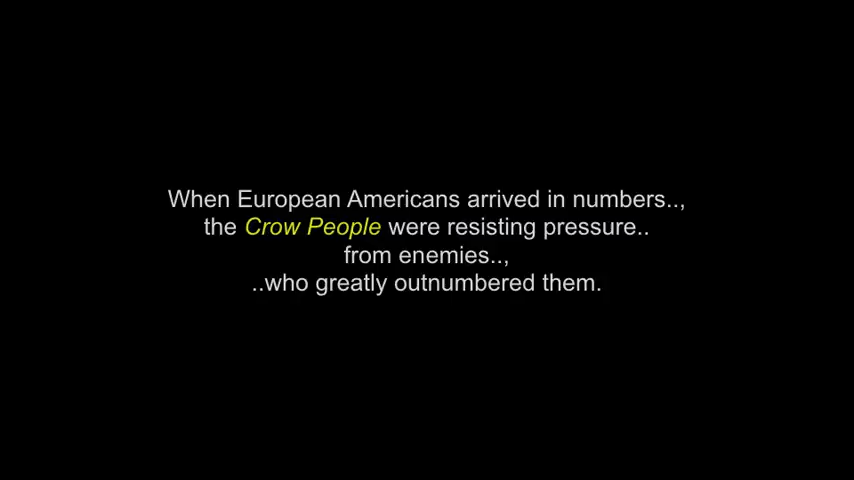 When European Americans arrived in numbers..,
the Crow People were resisting pressure..
from enemies..,
..who greatly outnumbered them.